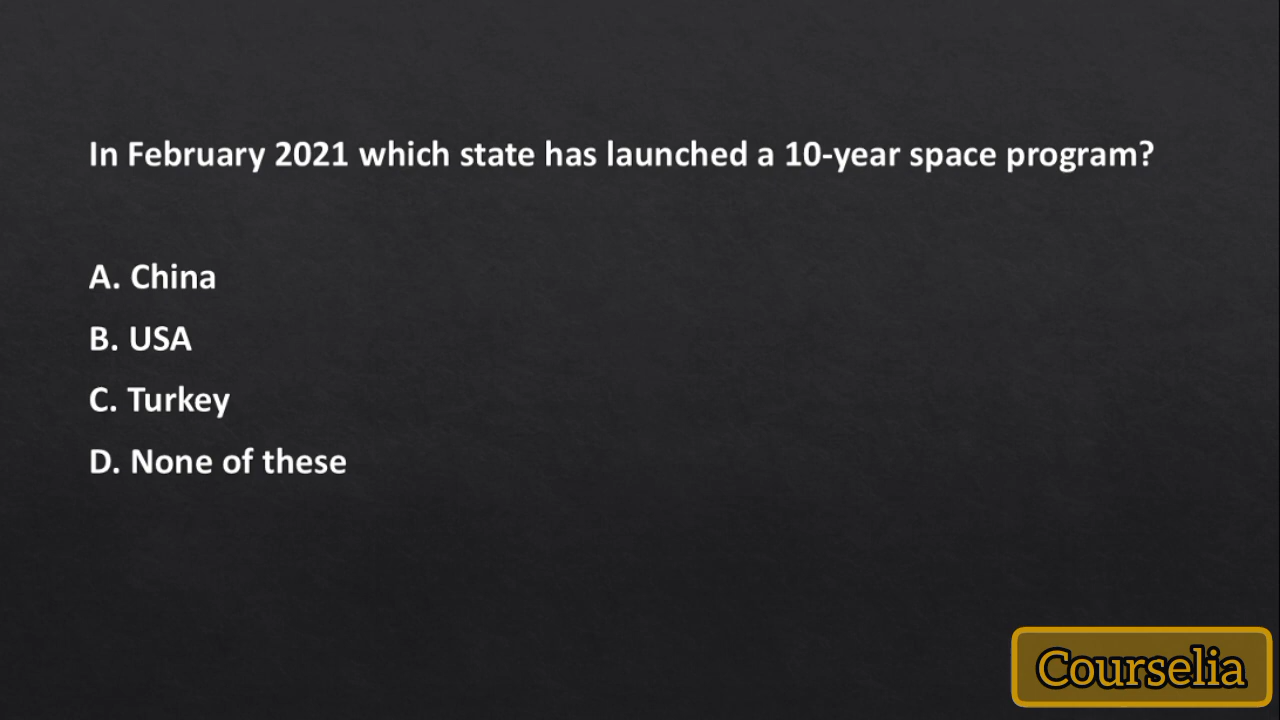 In February 2021 which state has launched a 10-year space program?
A. China
B. USA
C. Turkey
D. None of these
Courselia